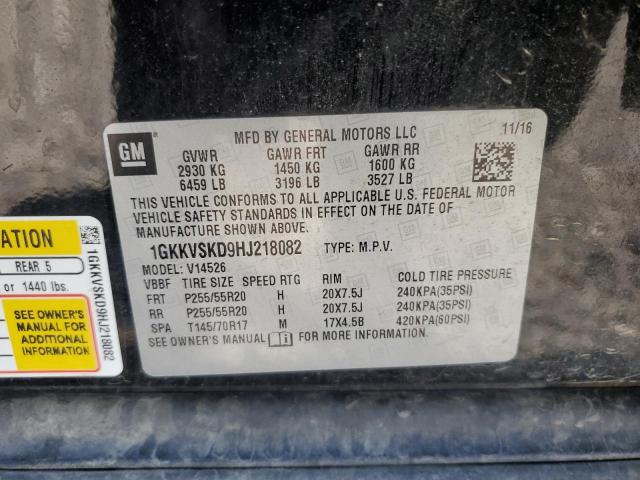 GM
MFD BY GENERAL MOTORS LLC 11/16
GVWR GAWR FRT GAWR RR
2930 KG 1450 KG 1600 KG
6459 LB 3196 LB 3527 LB
THIS VEHICLE CONFORMS TO ALL APPLICABLE U.S. FEDERAL MOTOR
VEHICLE SAFETY STANDARDS IN EFFECT ON THE DATE OF
MANUFACTURE SHOWN ABOVE.
1GKKVSKD9HJ218082 TYPE: M.P.V.
MODEL: V14526
VBBF TIRE SIZE SPEED RTG RIM COLD TIRE PRESSURE
FRT P255/55R20 H 20X7.5J 240KPA(35PSI)
RR P255/55R20 H 20X7.5J 240KPA(35PSI)
SPA T145/70R17 M 17X4.5B 420KPA(60PSI)
SEE OWNER'S MANUAL
ATION
REAR 5
or 1440 lbs.
SEE OWNER'S
MANUAL FOR
ADDITIONAL
INFORMATION
1GKKVSKD9HJ218082